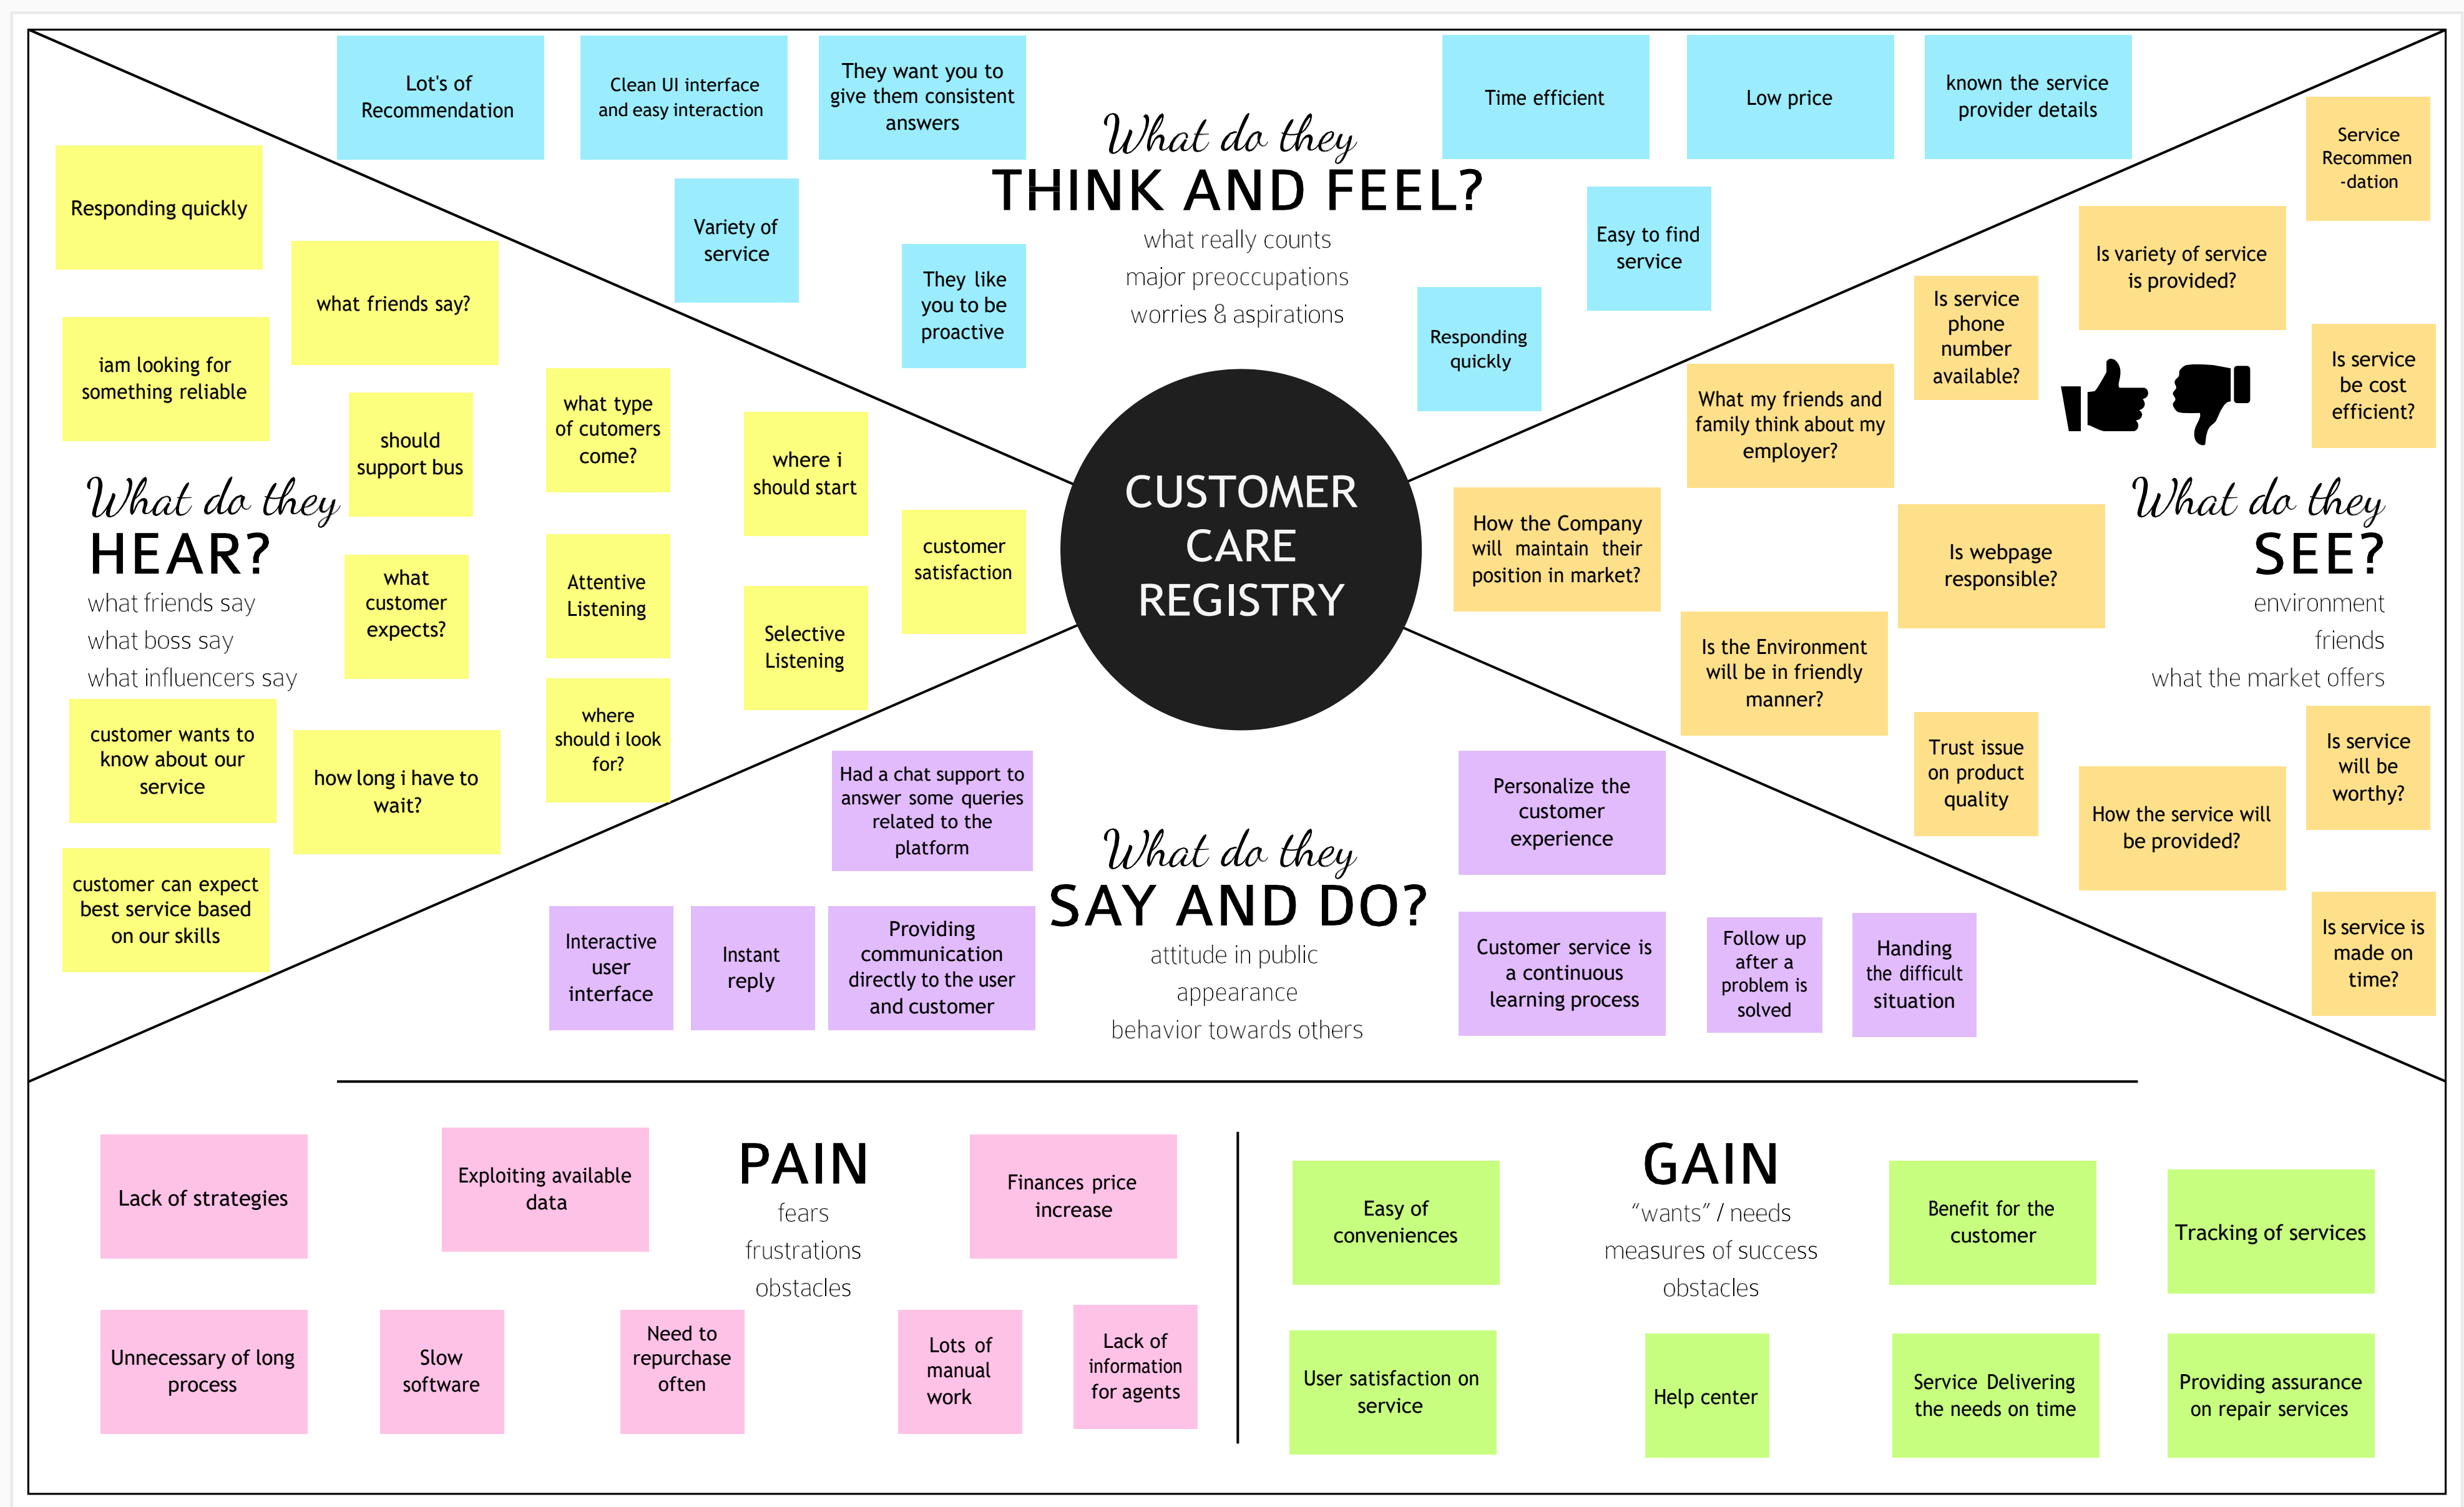 Lot's of
Recommendation
Clean UI interface
and easy interaction
They want you to
give them consistent
answers
Variety of
service
They like
you to be
proactive
What do they
THINK AND FEEL?
what really counts
major preoccupations
worries & aspirations
Time efficient
Low price
known the service
provider details
Easy to find
service
Responding
quickly
Responding quickly
what friends say?
iam looking for
something reliable
should
support bus
what type
of cutomers
come?
where i
should start
customer
satisfaction
What do they
HEAR?
what friends say
what boss say
what influencers say
what
customer
expects?
Attentive
Listening
Selective
Listening
where
should i look
for?
customer wants to
know about our
service
how long i have to
wait?
customer can expect
best service based
on our skills
CUSTOMER
CARE
REGISTRY
Service
Recommen
-dation
Is variety of service
is provided?
Is service
phone
number
available?
Is service
be cost
efficient?
What my friends and
family think about my
employer?
How the Company
will maintain their
position in market?
Is webpage
responsible?
What do they
SEE?
environment
friends
what the market offers
Is the Environment
will be in friendly
manner?
Trust issue
on product
quality
How the service will
be provided?
Is service
will be
worthy?
Is service is
made on
time?
Had a chat support to
answer some queries
related to the
platform
Interactive
user
interface
Instant
reply
Providing
communication
directly to the user
and customer
What do they
SAY AND DO?
attitude in public
appearance
behavior towards others
Personalize the
customer
experience
Customer service is
a continuous
learning process
Follow up
after a
problem is
solved
Handing
the difficult
situation
Lack of strategies
Exploiting available
data
PAIN
fears
frustrations
obstacles
Finances price
increase
Unnecessary of long
process
Slow
software
Need to
repurchase
often
Lots of
manual
work
Lack of
information
for agents
Easy of
conveniences
GAIN
“wants” / needs
measures of success
obstacles
Benefit for the
customer
Tracking of services
User satisfaction on
service
Help center
Service Delivering
the needs on time
Providing assurance
on repair services